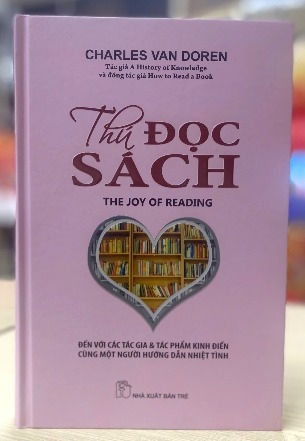 CHARLES VAN DOREN
Tác giả A History of Knowledge
và đồng tác giả How to Read a Book
Thú ĐỌC
SÁCH
THE JOY OF READING
ĐẾN VỚI CÁC TÁC GIA & TÁC PHẨM KINH ĐIỂN
CÙNG MỘT NGƯỜI HƯỚNG DẪN NHIỆT TÌNH
NHÀ XUẤT BẢN TRẺ